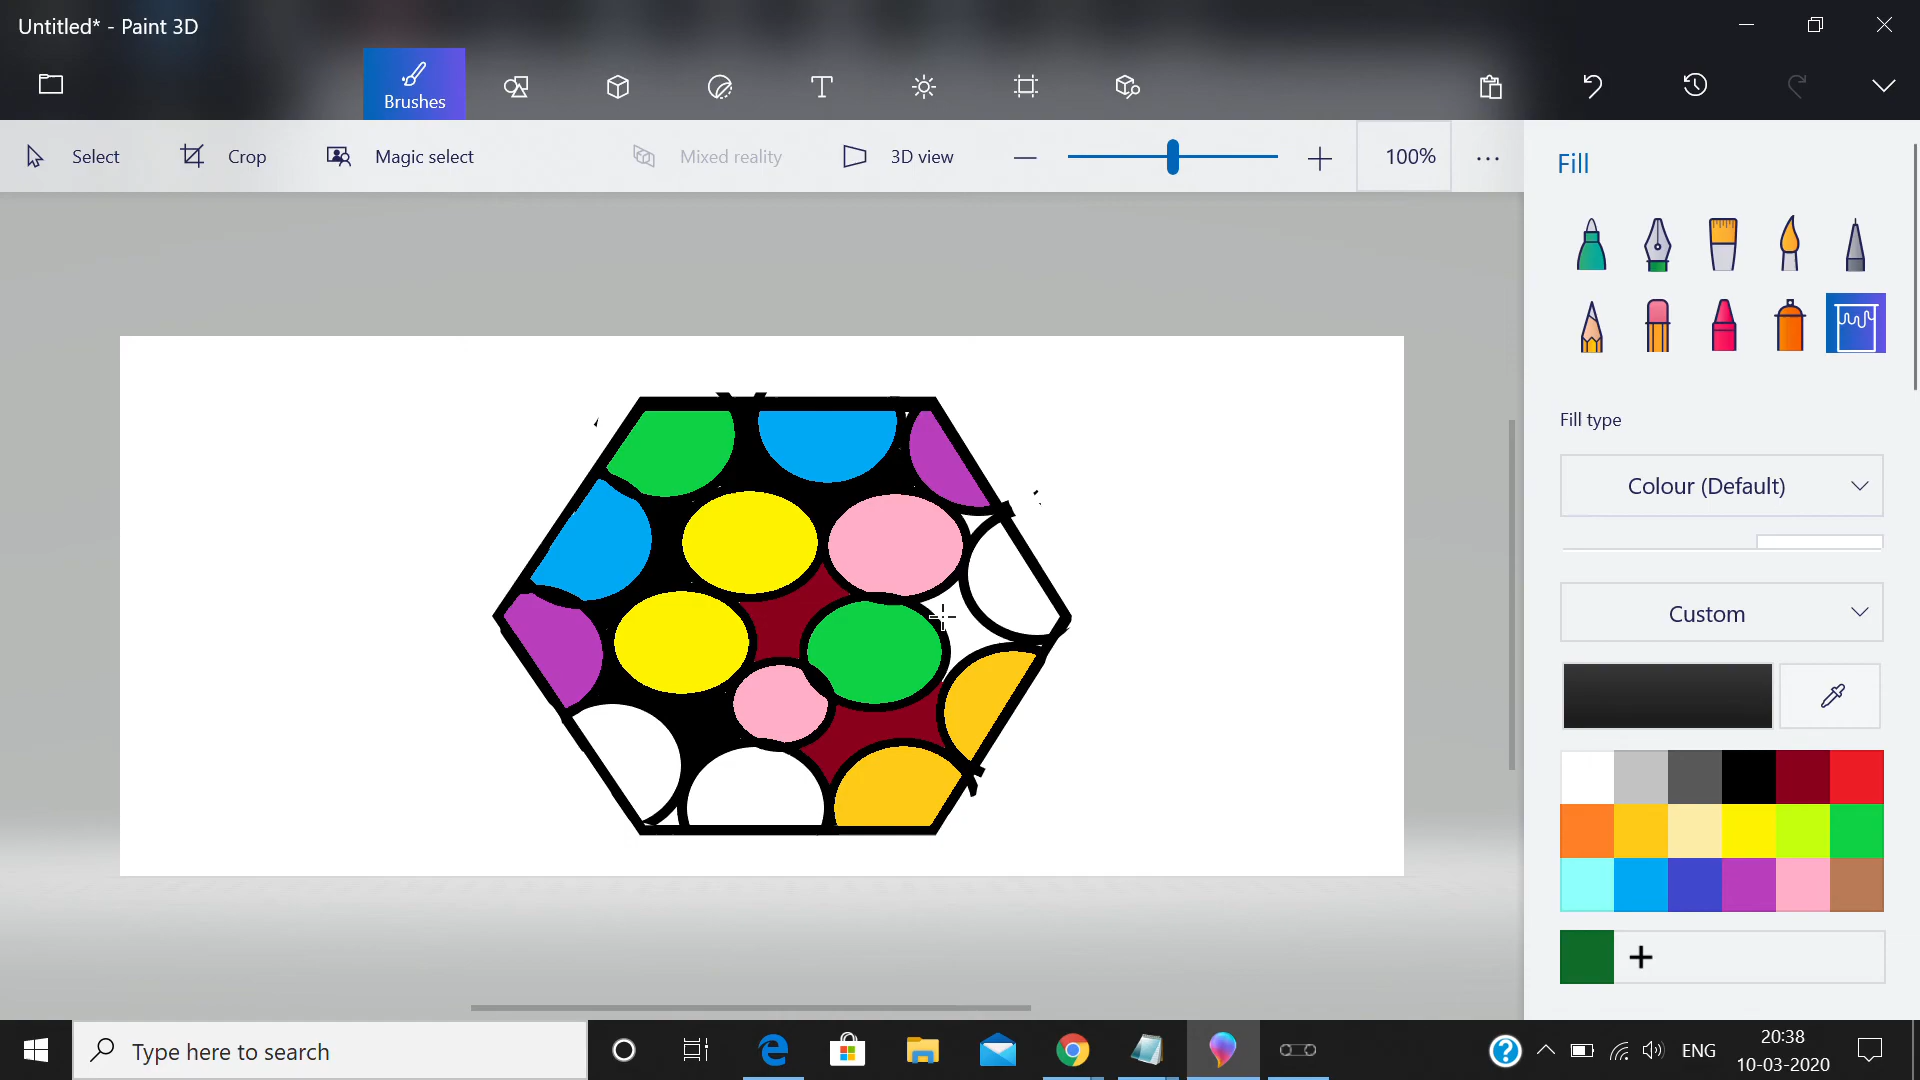 Untitled* - Paint 3D
Brushes
Select
Crop
Magic select
Mixed reality
3D view
100%
Fill
Fill type
Colour (Default)
Custom
Type here to search
ENG
20:38
10-03-2020